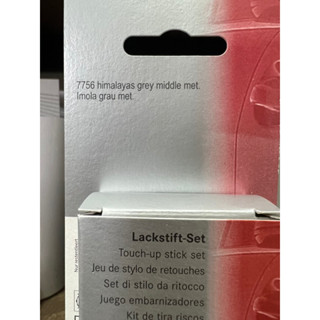 7756 himalayas grey middle met.
Imola grau met.
Lackstift-Set
Touch-up stick set
Jeu de stylo de retouches
Set di stilo da ritocco
Juego embarnizadores
Kit de tira riscos